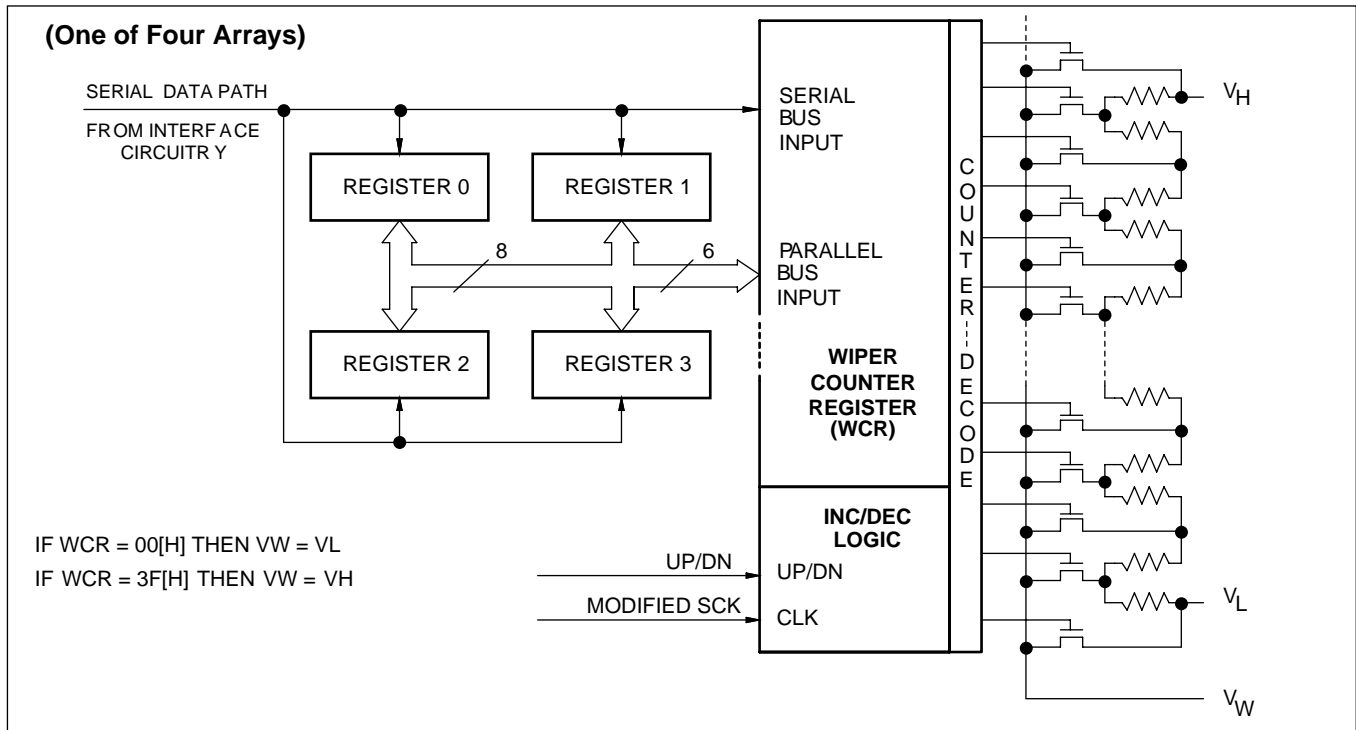 (One of Four Arrays)
SERIAL DATA PATH
FROM INTERFACE
CIRCUITR Y
REGISTER 0
REGISTER 1
8
6
REGISTER 2
REGISTER 3
SERIAL
BUS
INPUT
PARALLEL
BUS
INPUT
WIPER
COUNTER
REGISTER
(WCR)
INC/DEC
LOGIC
UP/DN
UP/DN
MODIFIED SCK
CLK
COUNTER---DECODE
VH
VL
VW
IF WCR = 00[H] THEN VW = VL
IF WCR = 3F[H] THEN VW = VH